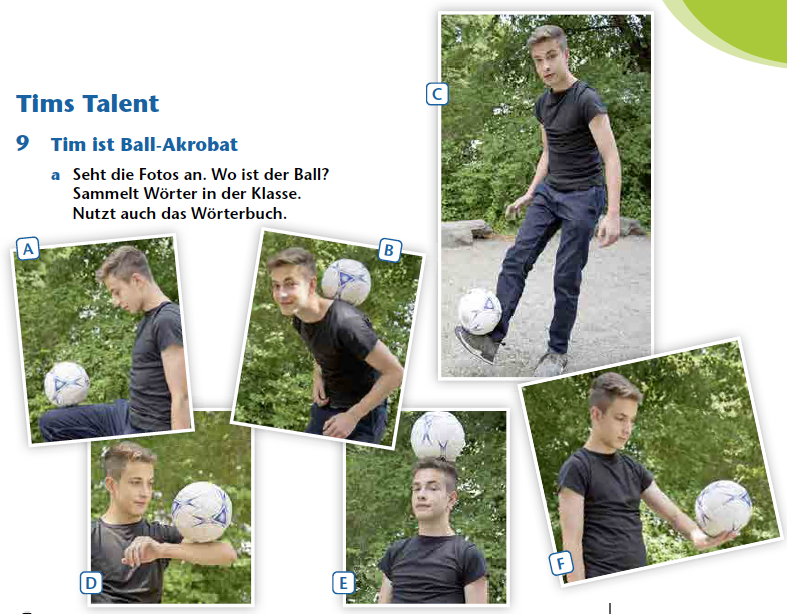 Tims Talent
9 Tim ist Ball-Akrobat
a Seht die Fotos an. Wo ist der Ball?
Sammelt Wörter in der Klasse.
Nutzt auch das Wörterbuch.
A
B
C
D
E
F